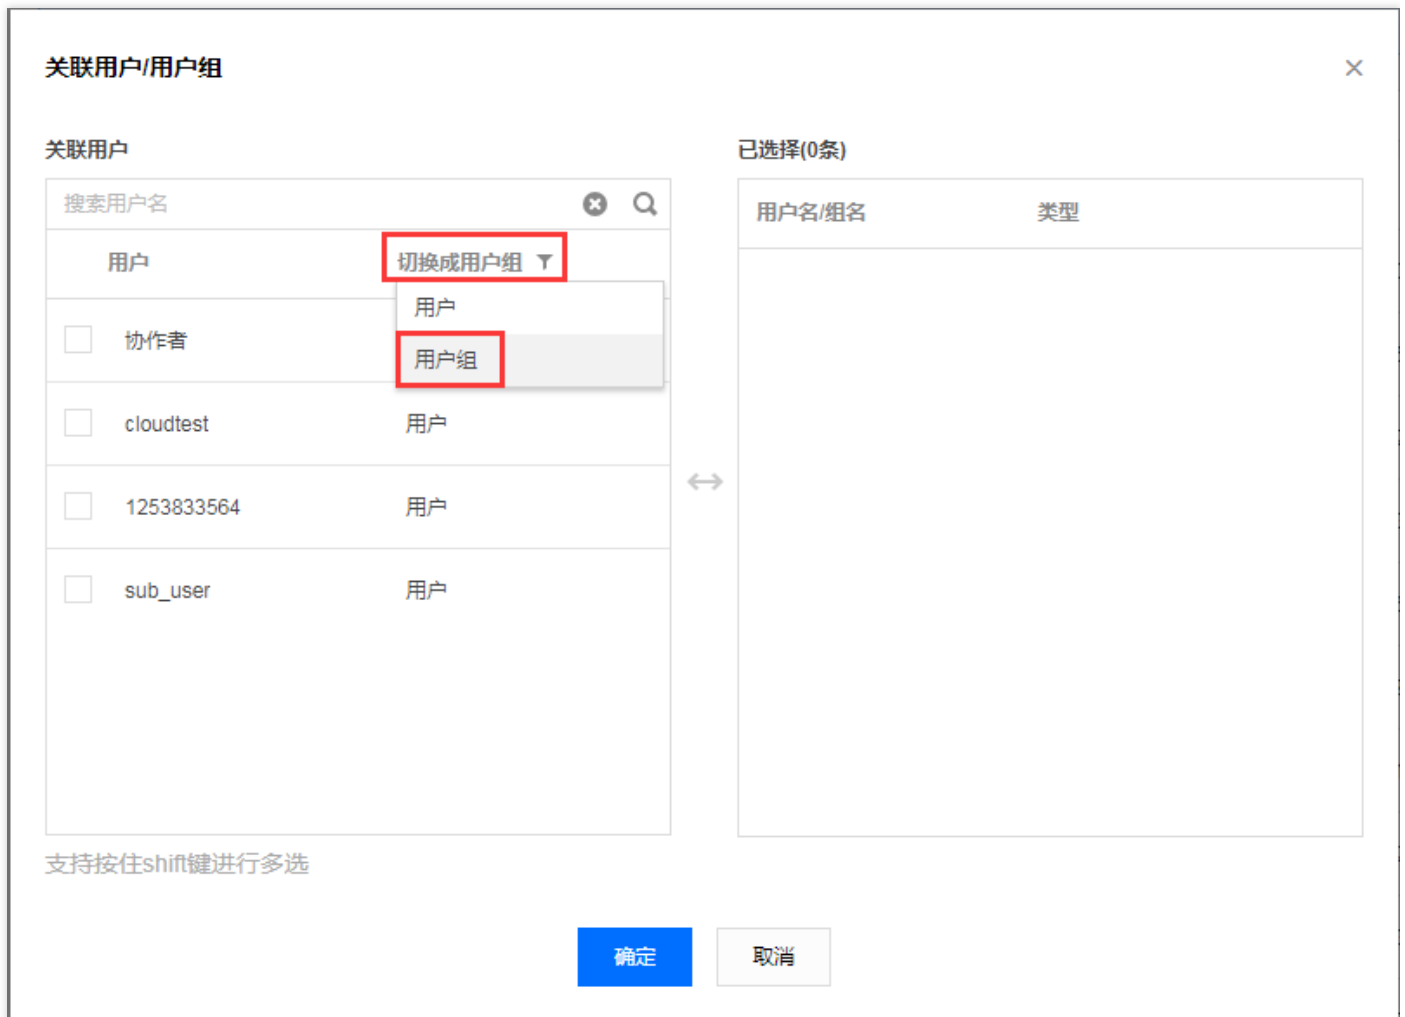 关联用户/用户组
关联用户
已选择(0条)
搜索用户名
用户名/组名 类型
用户 切换成用户组
用户
协作者
用户组
cloudtest 用户
1253833564 用户
sub_user 用户
支持按住shift键进行多选
确定 取消